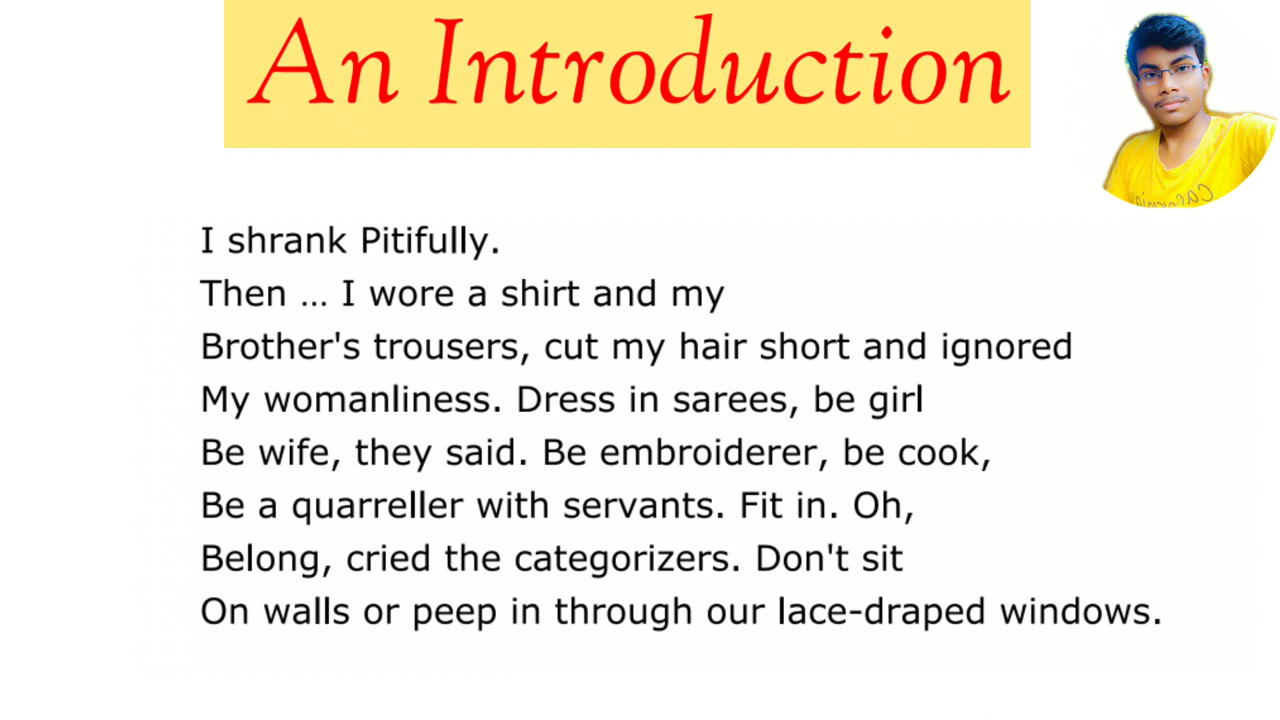 An Introduction
I shrank Pitifully.
Then … I wore a shirt and my
Brother's trousers, cut my hair short and ignored
My womanliness. Dress in sarees, be girl
Be wife, they said. Be embroiderer, be cook,
Be a quarreller with servants. Fit in. Oh,
Belong, cried the categorizers. Don't sit
On walls or peep in through our lace-draped windows.